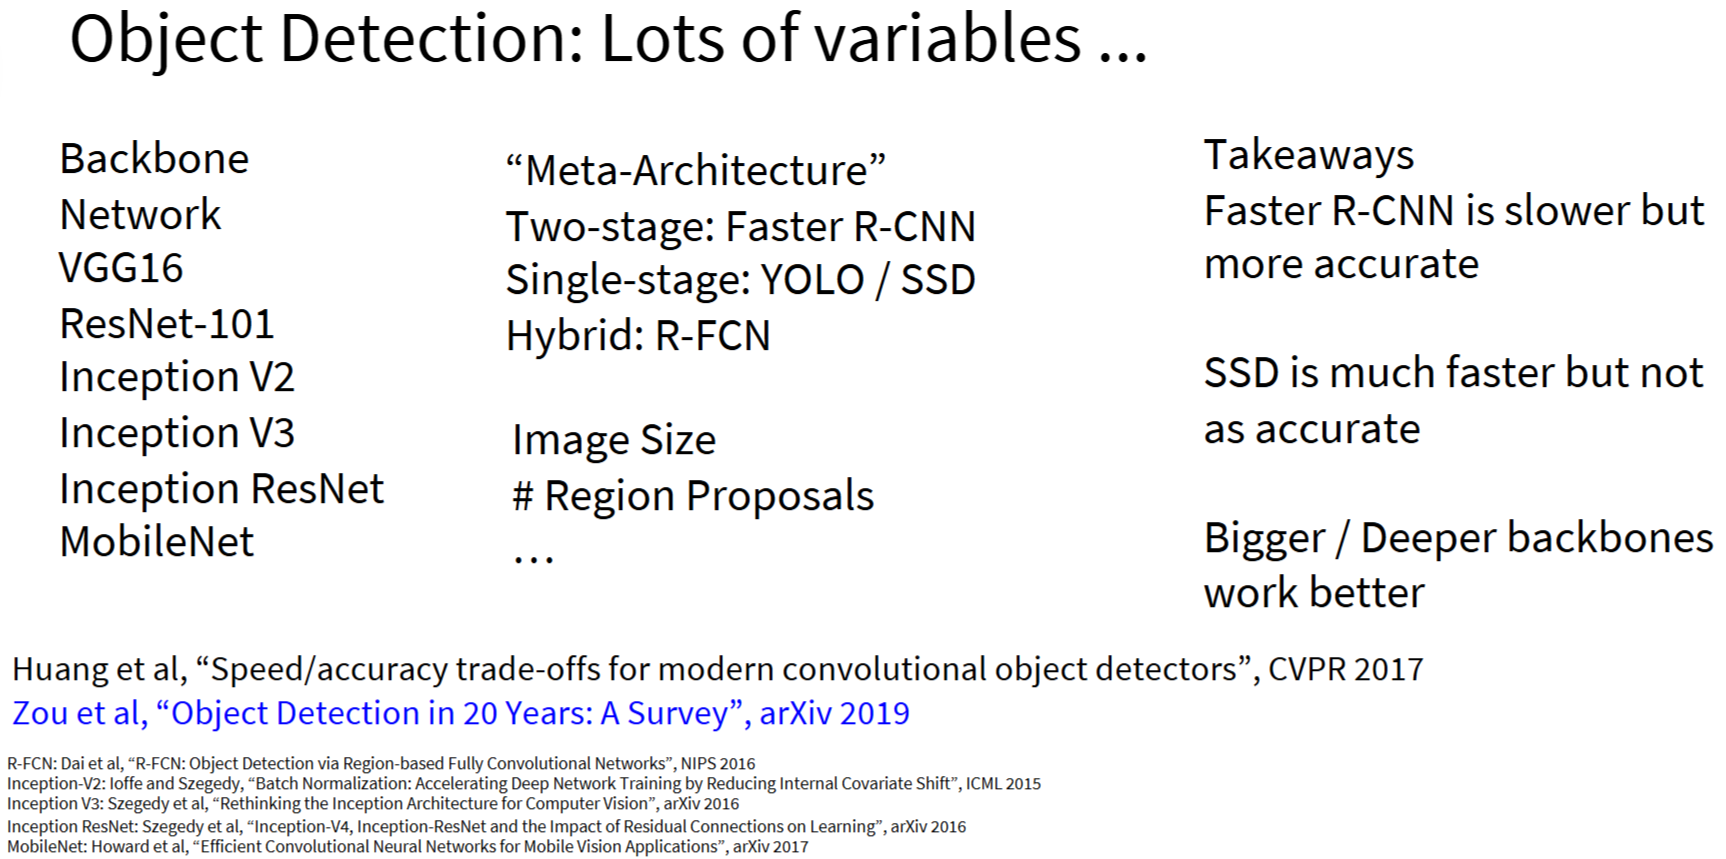 Object Detection: Lots of variables ...
Backbone
Network
VGG16
ResNet-101
Inception V2
Inception V3
Inception ResNet
MobileNet
“Meta-Architecture”
Two-stage: Faster R-CNN
Single-stage: YOLO / SSD
Hybrid: R-FCN
Image Size
# Region Proposals
…
Takeaways
Faster R-CNN is slower but
more accurate
SSD is much faster but not
as accurate
Bigger / Deeper backbones
work better
Huang et al, “Speed/accuracy trade-offs for modern convolutional object detectors”, CVPR 2017
Zou et al, “Object Detection in 20 Years: A Survey”, arXiv 2019
R-FCN: Dai et al, “R-FCN: Object Detection via Region-based Fully Convolutional Networks”, NIPS 2016
Inception-V2: Ioffe and Szegedy, “Batch Normalization: Accelerating Deep Network Training by Reducing Internal Covariate Shift”, ICML 2015
Inception V3: Szegedy et al, “Rethinking the Inception Architecture for Computer Vision”, arXiv 2016
Inception ResNet: Szegedy et al, “Inception-V4, Inception-ResNet and the Impact of Residual Connections on Learning”, arXiv 2016
MobileNet: Howard et al, “Efficient Convolutional Neural Networks for Mobile Vision Applications”, arXiv 2017